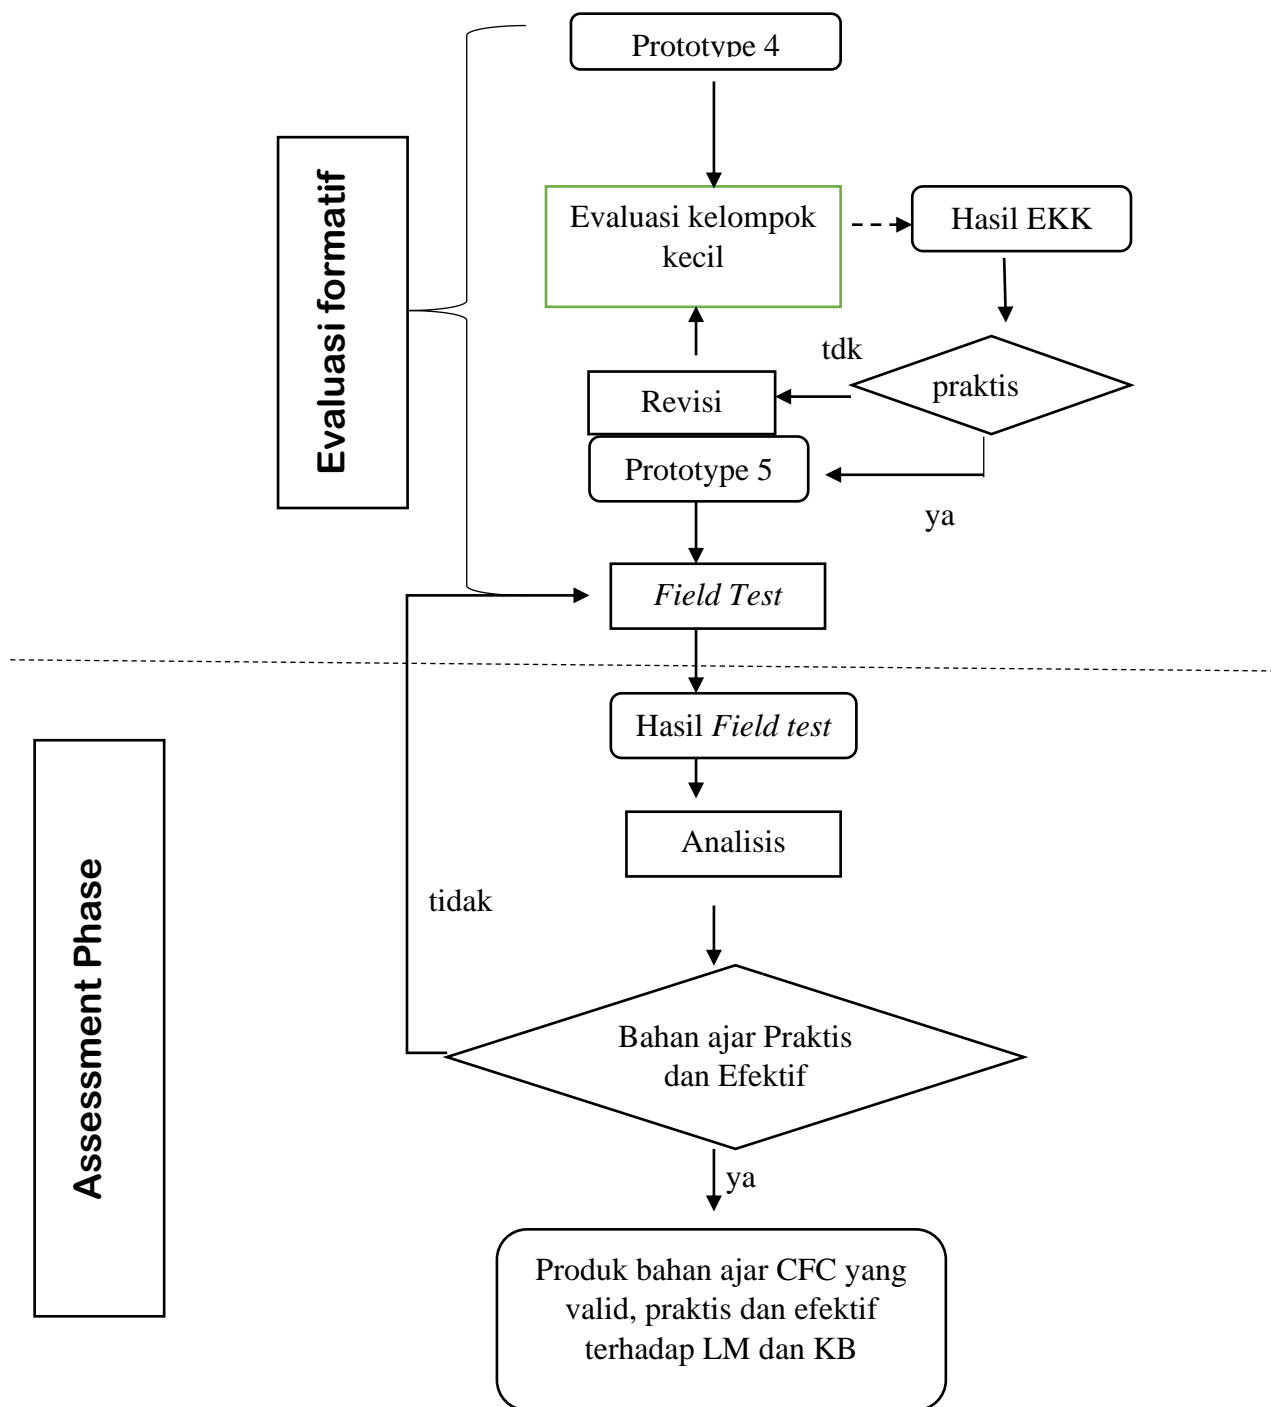 Prototype 4
Evaluasi formatif
Evaluasi kelompok
kecil
Hasil EKK
tdk
praktis
Revisi
Prototype 5
ya
Field Test
Hasil Field test
Analisis
tidak
Assessment Phase
Bahan ajar Praktis
dan Efektif
ya
Produk bahan ajar CFC yang
valid, praktis dan efektif
terhadap LM dan KB